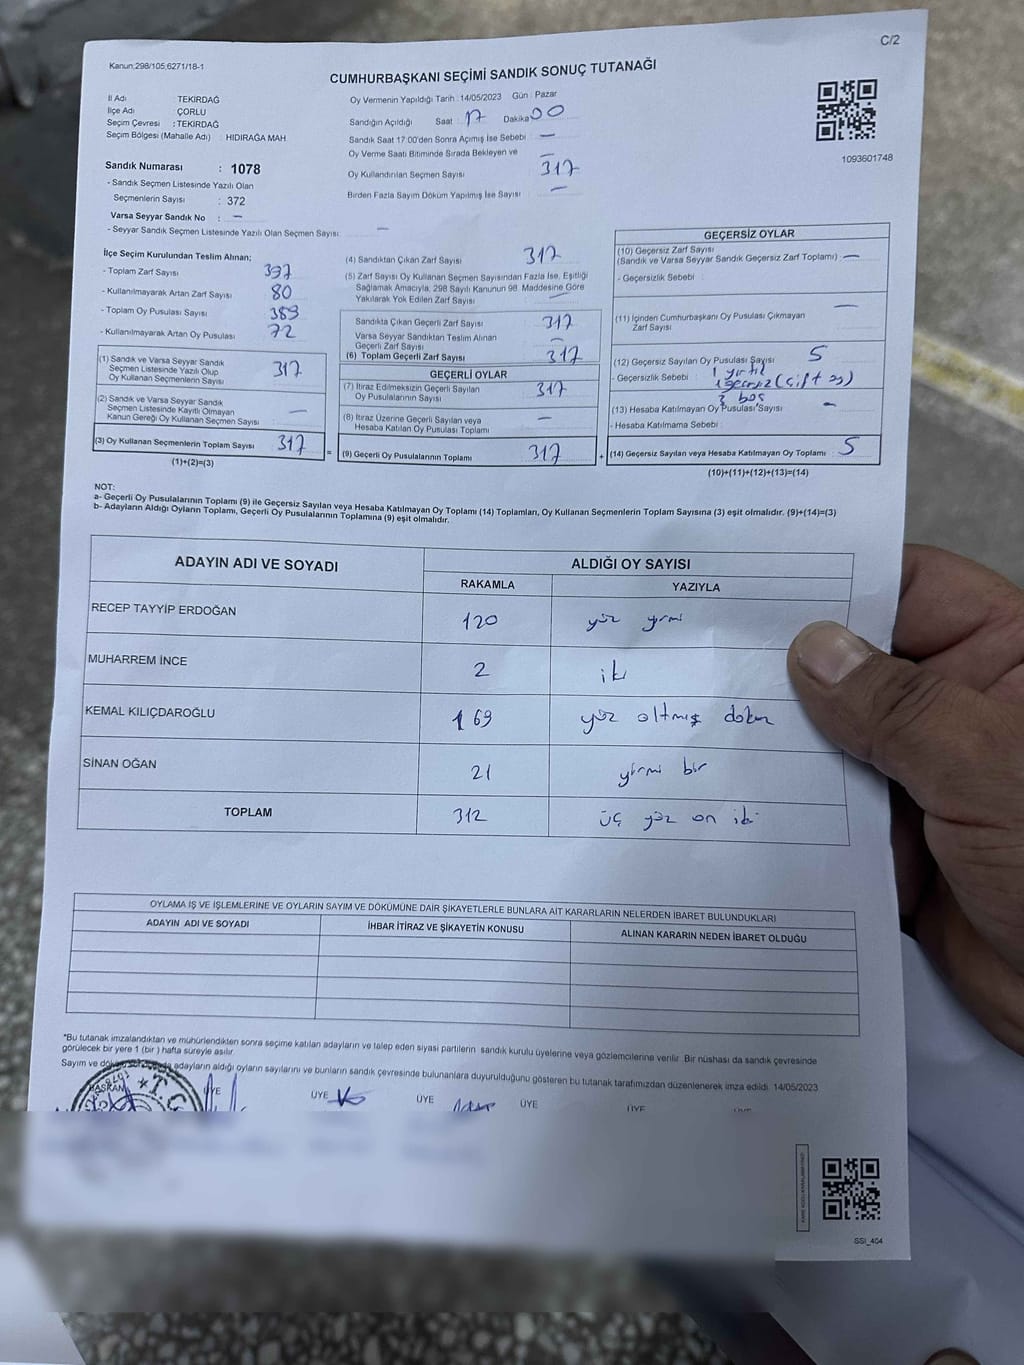 C/2
Kanun:298/105;6271/18-1
CUMHURBAŞKANI SEÇİMİ SANDIK SONUÇ TUTANAĞI
İl Adı TEKİRDAĞ
İlçe Adı ÇORLU
Seçim Çevresi : TEKİRDAĞ
Seçim Bölgesi (Mahalle Adı) : HIDIRAĞA MAH
Sandık Numarası : 1078
- Sandık Seçmen Listesinde Yazılı Olan
Seçmenlerin Sayısı : 372
Varsa Seyyar Sandık No : —
- Seyyar Sandık Seçmen Listesinde Yazılı Olan Seçmen Sayısı: —
Oy Vermenin Yapıldığı Tarih : 14/05/2023 Gün : Pazar
Sandığın Açıldığı Saat : 17 Dakika : 00
Sandık Saat 17:00'den Sonra Açımış İse Sebebi : —
Oy Verme Saati Bitiminde Sırada Bekleyen ve —
Oy Kullandırılan Seçmen Sayısı 317
Birden Fazla Sayım Döküm Yapılmış İse Sayısı —
1093601748
İlçe Seçim Kurulundan Teslim Alınan;
- Toplam Zarf Sayısı 397
- Kullanılmayarak Artan Zarf Sayısı 80
- Toplam Oy Pusulası Sayısı 389
- Kullanılmayarak Artan Oy Pusulası 72
(1) Sandık ve Varsa Seyyar Sandık
Seçmen Listesinde Yazılı Olup
Oy Kullanan Seçmenlerin Sayısı 317
(2) Sandık ve Varsa Seyyar Sandık
Seçmen Listesinde Kayıtlı Olmayan
Kanun Gereği Oy Kullanan Seçmen Sayısı —
(3) Oy Kullanan Seçmenlerin Toplam Sayısı 317
(1)+(2)=(3)
(4) Sandıktan Çıkan Zarf Sayısı 317
(5) Zarf Sayısı Oy Kullanan Seçmen Sayısından Fazla İse, Eşitliği
Sağlamak Amacıyla, 298 Sayılı Kanunun 98. Maddesine Göre
Yakılarak Yok Edilen Zarf Sayısı —
Sandıkta Çıkan Geçerli Zarf Sayısı 317
Varsa Seyyar Sandıktan Teslim Alınan
Geçerli Zarf Sayısı —
(6) Toplam Geçerli Zarf Sayısı 317
GEÇERLİ OYLAR
(7) İtiraz Edilmeksizin Geçerli Sayılan
Oy Pusulasının Sayısı 317
(8) İtiraz Üzerine Geçerli Sayılan veya
Hesaba Katılan Oy Pusulası Toplamı —
= (9) Geçerli Oy Pusulalarının Toplamı 317
GEÇERSİZ OYLAR
(10) Geçersiz Zarf Sayısı
(Sandık ve Varsa Seyyar Sandık Geçersiz Zarf Toplamı) —
- Geçersizlik Sebebi :
(11) İçinden Cumhurbaşkanı Oy Pusulası Çıkmayan —
Zarf Sayısı
(12) Geçersiz Sayılan Oy Pusulası Sayısı 5
- Geçersizlik Sebebi : 1 yırtık
1 geçersiz (çift oy)
3 boş
(13) Hesaba Katılmayan Oy Pusulası Sayısı —
- Hesaba Katılmama Sebebi :
+ (14) Geçersiz Sayılan veya Hesaba Katılmayan Oy Toplamı : 5
(10)+(11)+(12)+(13)=(14)
NOT:
a- Geçerli Oy Pusulalarının Toplamı (9) ile Geçersiz Sayılan veya Hesaba Katılmayan Oy Toplamı (14) Toplamları, Oy Kullanan Seçmenlerin Toplam Sayısına (3) eşit olmalıdır. (9)+(14)=(3)
b- Adayların Aldığı Oyların Toplamı, Geçerli Oy Pusulalarının Toplamına (9) eşit olmalıdır.
ADAYIN ADI VE SOYADI ALDIĞI OY SAYISI
RAKAMLA YAZIYLA
RECEP TAYYİP ERDOĞAN 120 yüz yirmi
MUHARREM İNCE 2 iki
KEMAL KILIÇDAROĞLU 169 yüz altmış dokuz
SİNAN OĞAN 21 yirmi bir
TOPLAM 312 üç yüz on iki
OYLAMA İŞ VE İŞLEMLERİNE VE OYLARIN SAYIM VE DÖKÜMÜNE DAİR ŞİKAYETLERLE BUNLARA AİT KARARLARIN NELERDEN İBARET BULUNDUKLARI
ADAYIN ADI VE SOYADI İHBAR İTİRAZ VE ŞİKAYETİN KONUSU ALINAN KARARIN NEDEN İBARET OLDUĞU
*Bu tutanak imzalandıktan ve mühürlendikten sonra seçime katılan adayların ve talep eden siyasi partilerin sandık kurulu üyelerine veya gözlemcilerine verilir. Bir nüshası da sandık çevresinde
görülecek bir yere 1 (bir ) hafta süreyle asılır.
Sayım ve adayların aldığı oyların sayılarını ve bunların sandık çevresinde bulunanlara duyurulduğunu gösteren bu tutanak tarafımızdan düzenlenerek imza edildi. 14/05/2023
BAŞKAN ÜYE ÜYE ÜYE ÜYE ÜYE
SSI_404